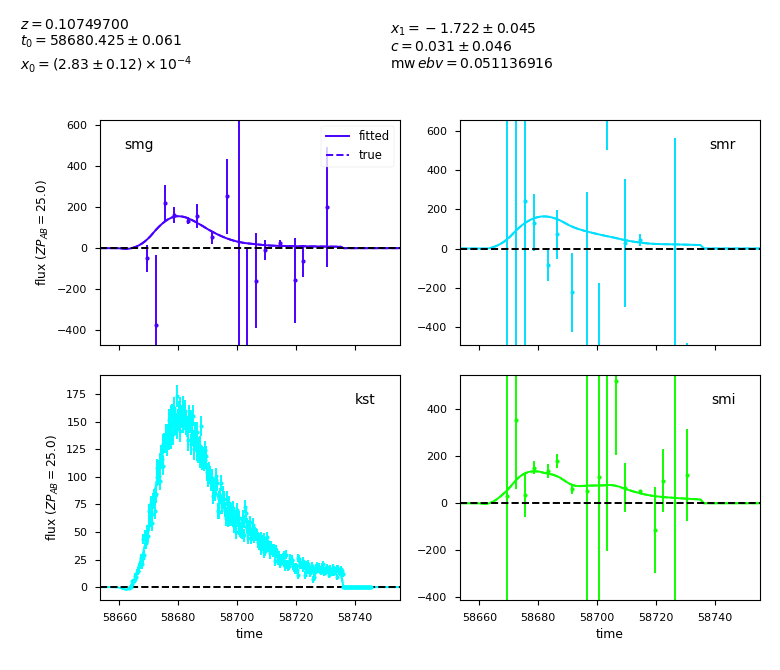 z = 0.10749700
t₀ = 58680.425 ± 0.061
x₀ = (2.83 ± 0.12) × 10⁻⁴
x₁ = −1.722 ± 0.045
c = 0.031 ± 0.046
mw ebv = 0.051136916
600
400
200
0
−200
−400
flux (ZP_AB = 25.0)
smg
fitted
true
600
400
200
0
−200
−400
smr
175
150
125
100
75
50
25
0
flux (ZP_AB = 25.0)
kst
58660 58680 58700 58720 58740
time
400
200
0
−200
−400
smi
58660 58680 58700 58720 58740
time